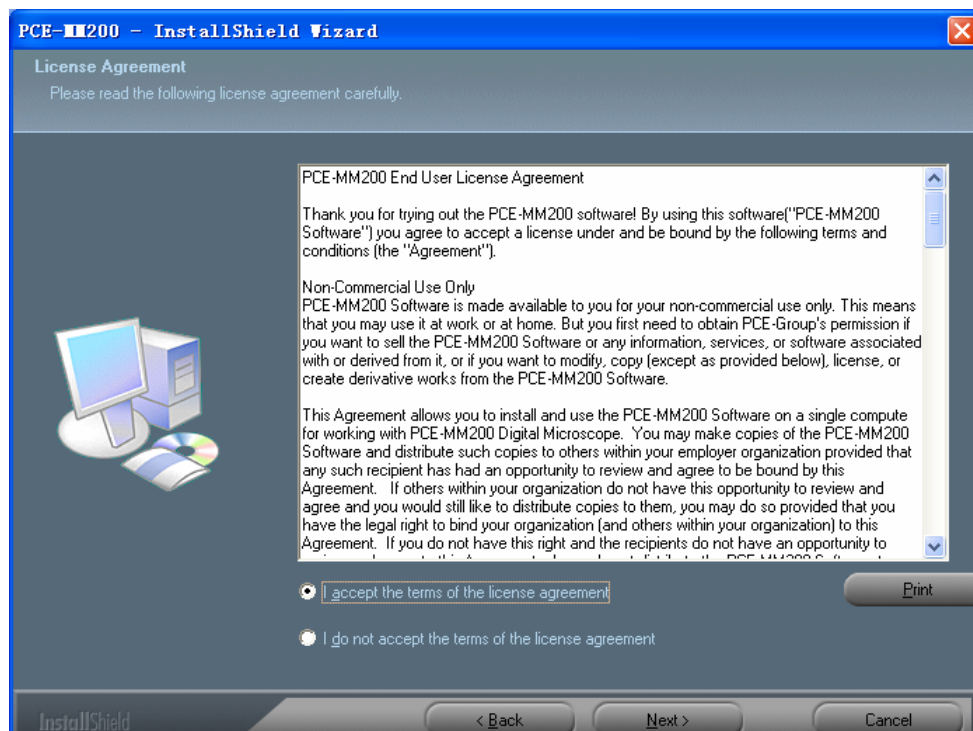 PCE-MM200 - InstallShield Wizard
License Agreement
Please read the following license agreement carefully.
PCE-MM200 End User License Agreement
Thank you for trying out the PCE-MM200 software! By using this software("PCE-MM200
Software") you agree to accept a license under and be bound by the following terms and
conditions (the "Agreement").
Non-Commercial Use Only
PCE-MM200 Software is made available to you for your non-commercial use only. This means
that you may use it at work or at home. But you first need to obtain PCE-Group's permission if
you want to sell the PCE-MM200 Software or any information, services, or software associated
with or derived from it, or if you want to modify, copy (except as provided below), license, or
create derivative works from the PCE-MM200 Software.
This Agreement allows you to install and use the PCE-MM200 Software on a single compute
for working with PCE-MM200 Digital Microscope.  You may make copies of the PCE-MM200
Software and distribute such copies to others within your employer organization provided that
any such recipient has had an opportunity to review and agree to be bound by this
Agreement.   If others within your organization do not have this opportunity to review and
agree and you would still like to distribute copies to them, you may do so provided that you
have the legal right to bind your organization (and others within your organization) to this
Agreement.  If you do not have this right and the recipients do not have an opportunity to
I accept the terms of the license agreement
Print
I do not accept the terms of the license agreement
InstallShield
< Back
Next >
Cancel